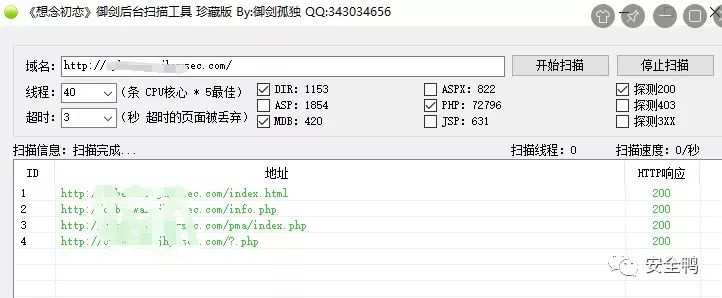 《想念初恋》御剑后台扫描工具 珍藏版 By:御剑孤独 QQ:343034656
域名: http:// sec.com/ 开始扫描 停止扫描
线程: 40 (条 CPU核心 * 5最佳) DIR: 1153 ASPX: 822 探测200
ASP: 1854 PHP: 72796 探测403
超时: 3 (秒 超时的页面被丢弃) MDB: 420 JSP: 631 探测3XX
扫描信息: 扫描完成... 扫描线程: 0 扫描速度: 0/秒
ID 地址 HTTP响应
1 http: sec.com/index.html 200
2 http:/ sec.com/info.php 200
3 http:/ sec.com/pma/index.php 200
4 http:// sec.com/?.php 200
安全鸭